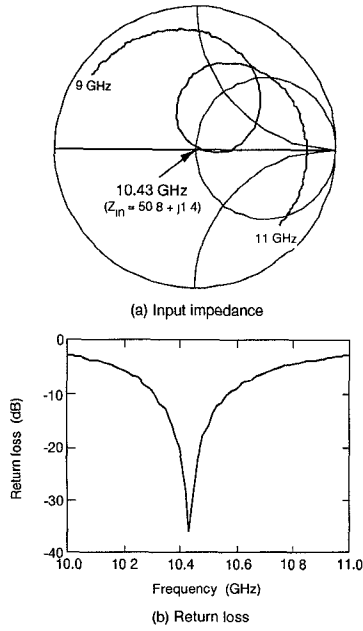 9 GHz
10.43 GHz
(Z_IN = 50 8 + j1 4)
11 GHz
(a) Input impedance
Return loss (dB)
0
-10
-20
-30
-40
10.0 10 2 10.4 10.6 10 8 11.0
Frequency (GHz)
(b) Return loss